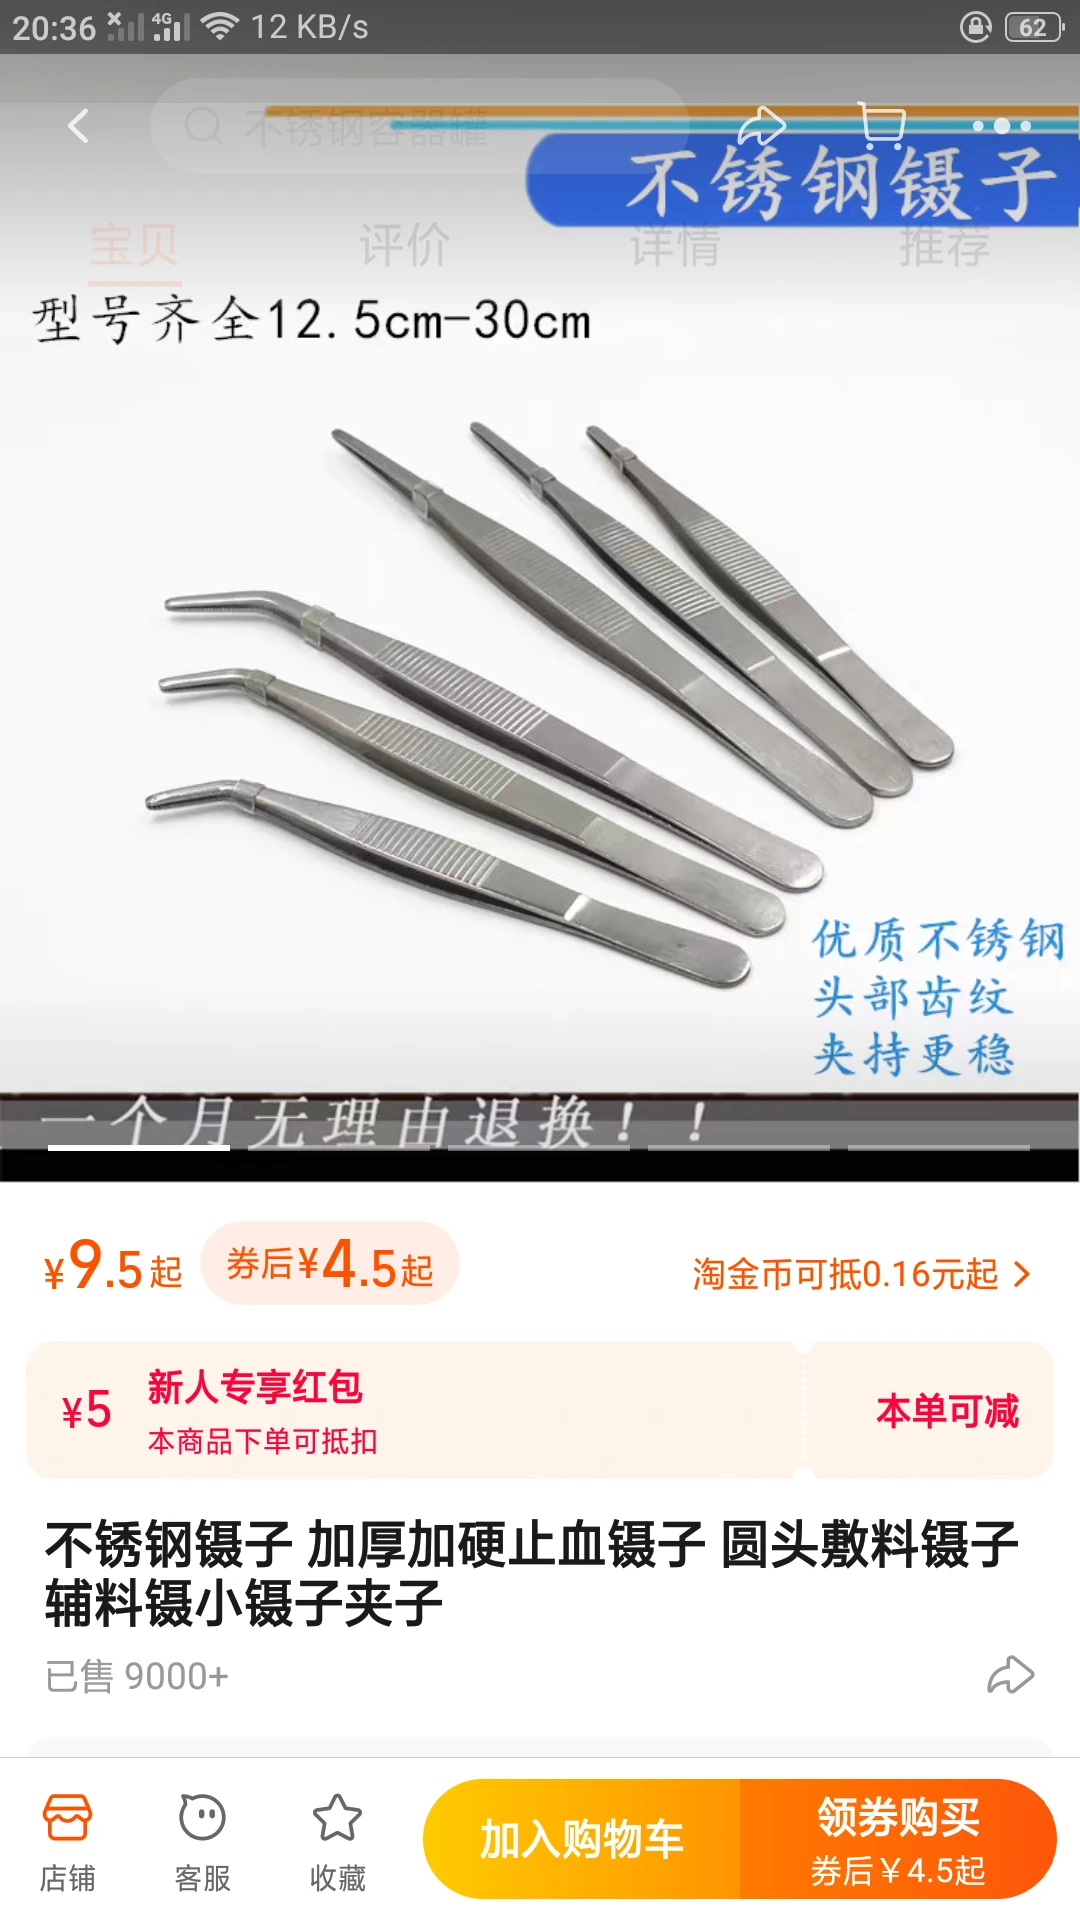 20:36 4G 12 KB/s 62
不锈钢容器罐
不锈钢镊子
宝贝 评价 详情 推荐
型号齐全12.5cm-30cm
优质不锈钢
头部齿纹
夹持更稳
一个月无理由退换！！
¥9.5起 券后¥4.5起 淘金币可抵0.16元起
¥5 新人专享红包 本单可减
本商品下单可抵扣
不锈钢镊子 加厚加硬止血镊子 圆头敷料镊子
辅料镊小镊子夹子
已售 9000+
店铺 客服 收藏 加入购物车 领券购买
券后￥4.5起